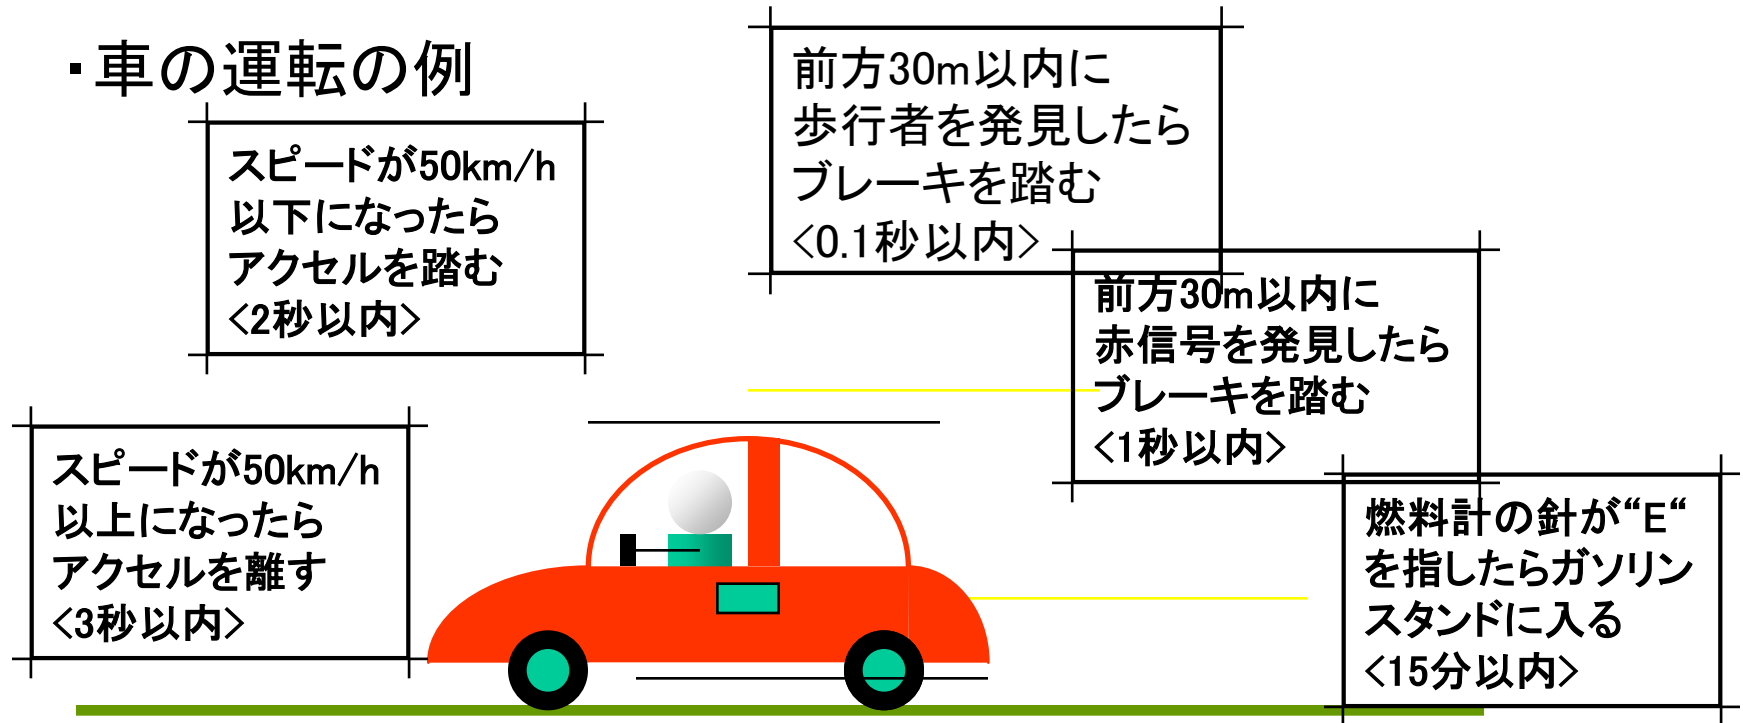 ・車の運転の例
スピードが50km/h
以下になったら
アクセルを踏む
<2秒以内>
前方30m以内に
歩行者を発見したら
ブレーキを踏む
<0.1秒以内>
前方30m以内に
赤信号を発見したら
ブレーキを踏む
<1秒以内>
スピードが50km/h
以上になったら
アクセルを離す
<3秒以内>
燃料計の針が“E“
を指したらガソリン
スタンドに入る
<15分以内>